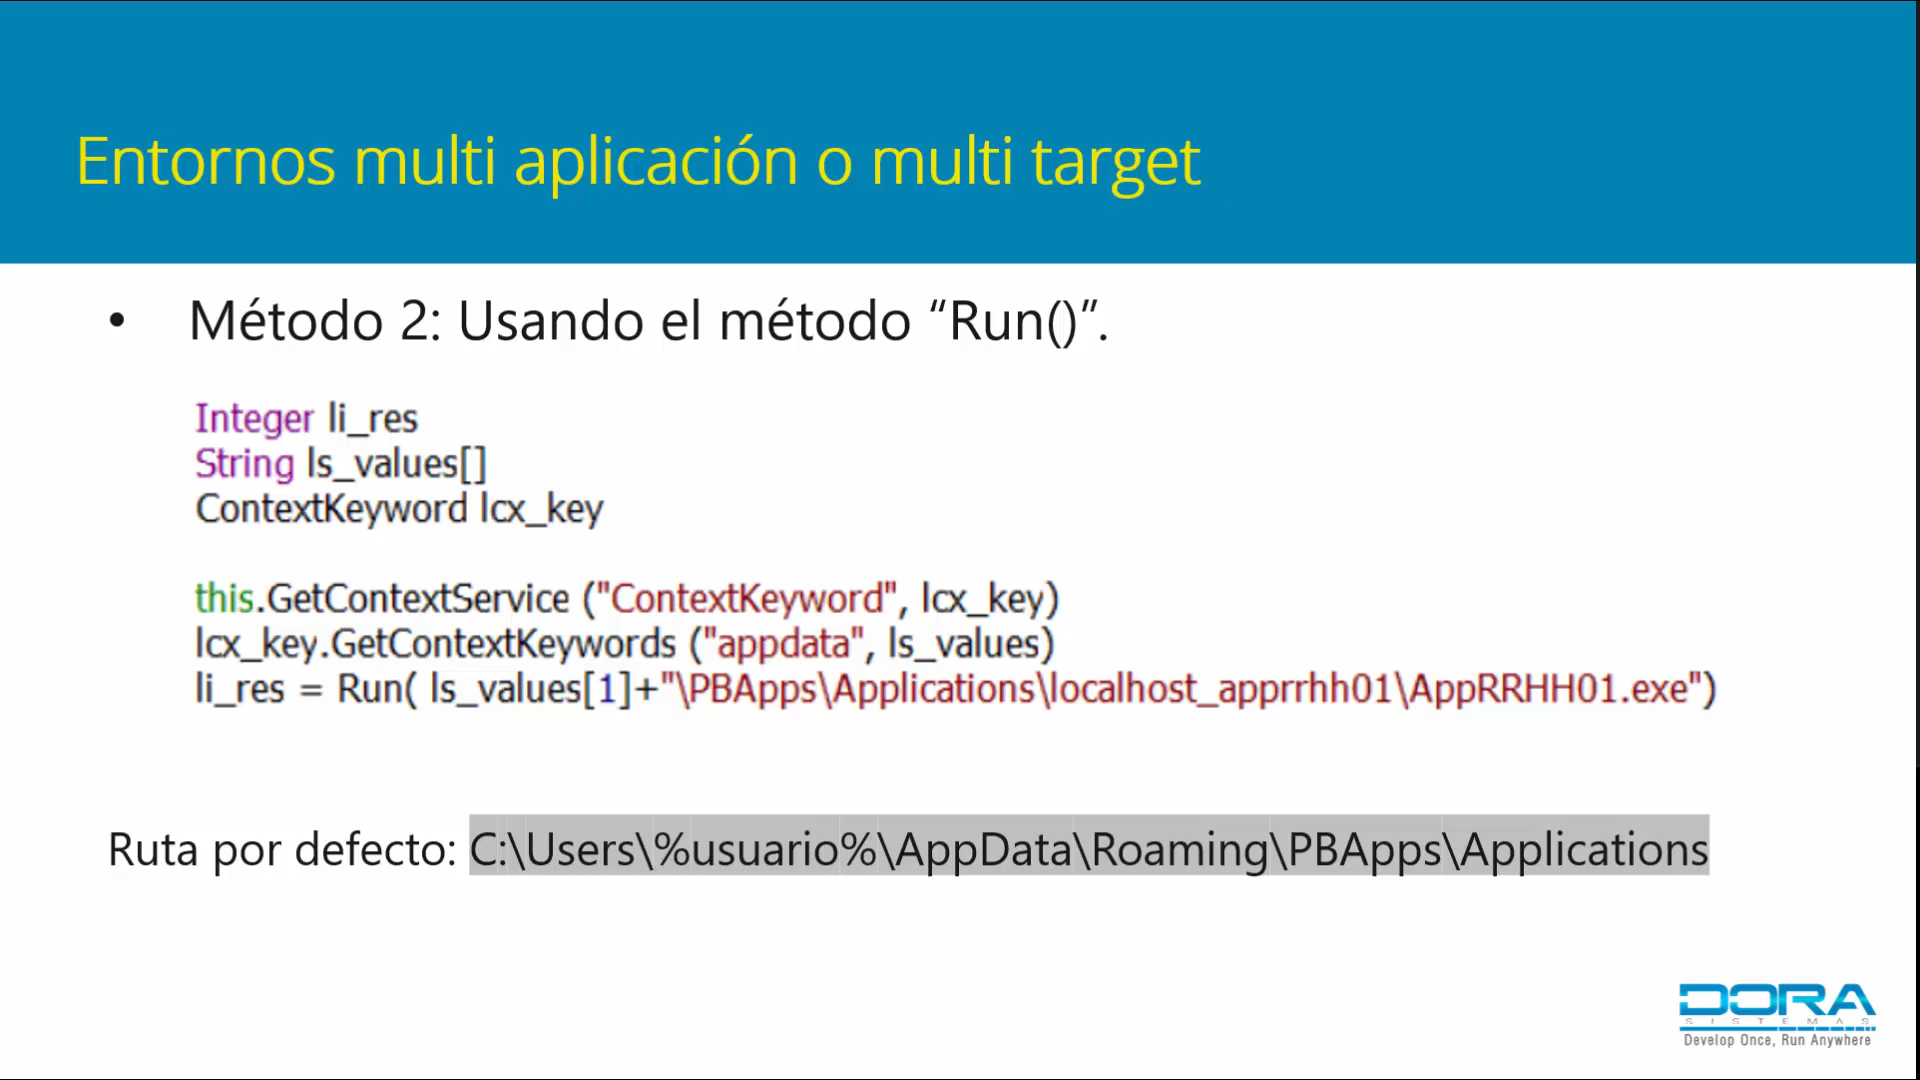 Entornos multi aplicación o multi target
• Método 2: Usando el método “Run()”.
Integer li_res
String ls_values[]
ContextKeyword lcx_key
this.GetContextService ("ContextKeyword", lcx_key)
lcx_key.GetContextKeywords ("appdata", ls_values)
li_res = Run( ls_values[1]+"\PBApps\Applications\localhost_apprrhh01\AppRRHH01.exe")
Ruta por defecto: C:\Users\%usuario%\AppData\Roaming\PBApps\Applications
DORA
SISTEMAS
Develop Once, Run Anywhere